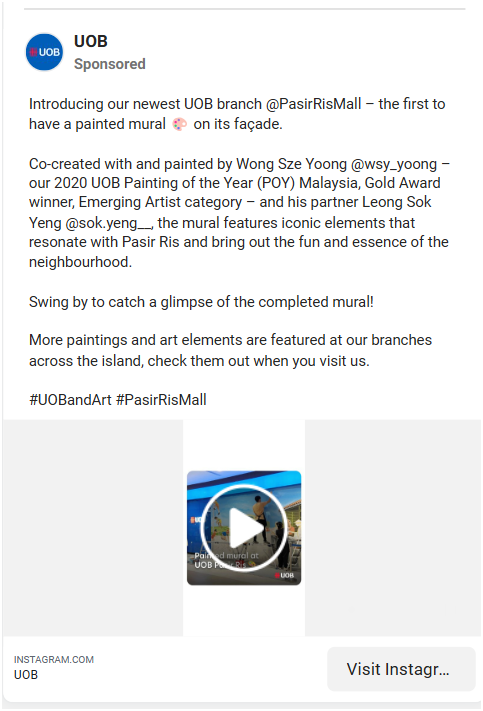 UOB
UOB
Sponsored
Introducing our newest UOB branch @PasirRisMall – the first to
have a painted mural 🎨 on its façade.
Co-created with and painted by Wong Sze Yoong @wsy_yoong –
our 2020 UOB Painting of the Year (POY) Malaysia, Gold Award
winner, Emerging Artist category – and his partner Leong Sok
Yeng @sok.yeng__, the mural features iconic elements that
resonate with Pasir Ris and bring out the fun and essence of the
neighbourhood.
Swing by to catch a glimpse of the completed mural!
More paintings and art elements are featured at our branches
across the island, check them out when you visit us.
#UOBandArt #PasirRisMall
UOB
Painted mural at
UOB Pasir Ris
UOB
INSTAGRAM.COM
UOB
Visit Instagr...